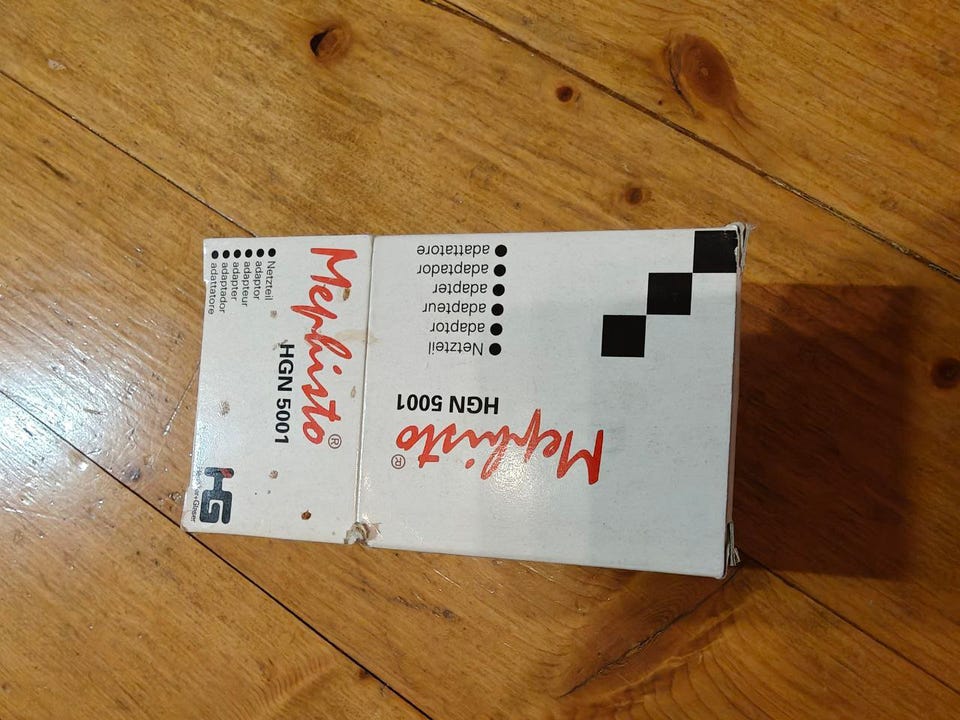 Mephisto®
HGN 5001
● Netzteil
● adaptor
● adapteur
● adapter
● adaptador
● adattatore
Mephisto®
HGN 5001
● Netzteil
● adaptor
● adapteur
● adapter
● adaptador
● adattatore
HG